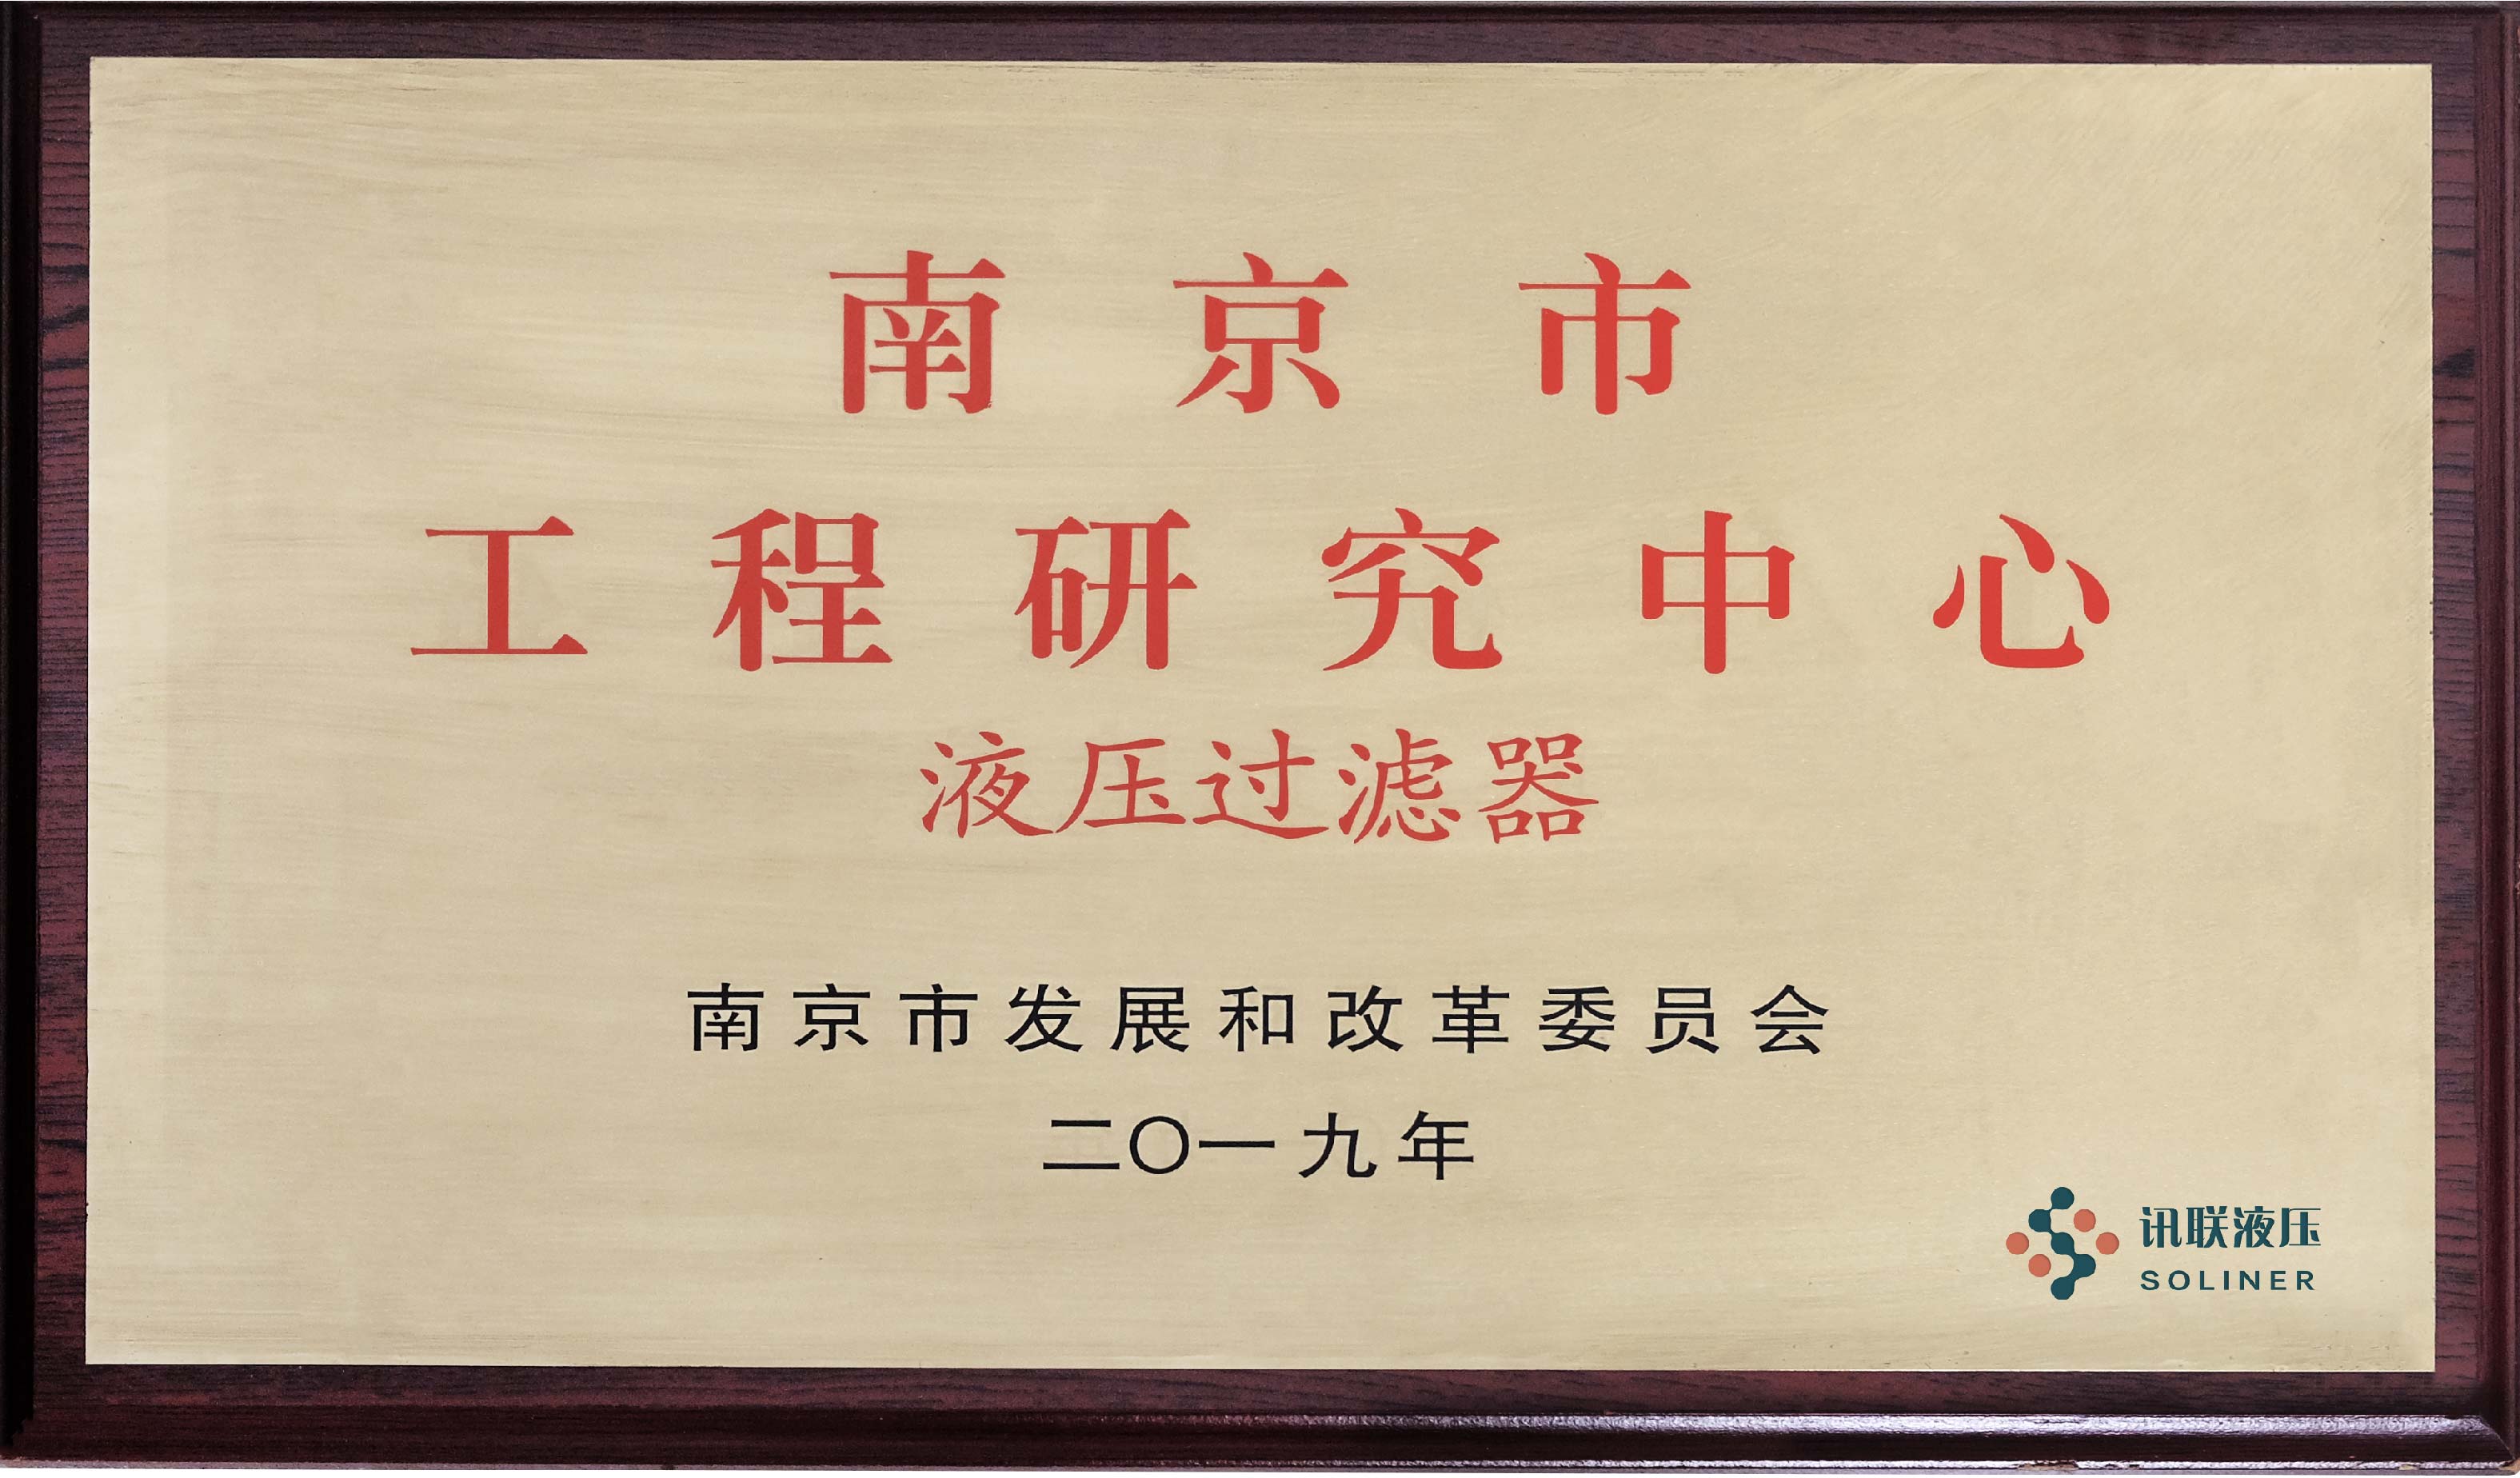 南京市
工程研究中心
液压过滤器
南京市发展和改革委员会
二〇一九年
讯联液压
SOLINER